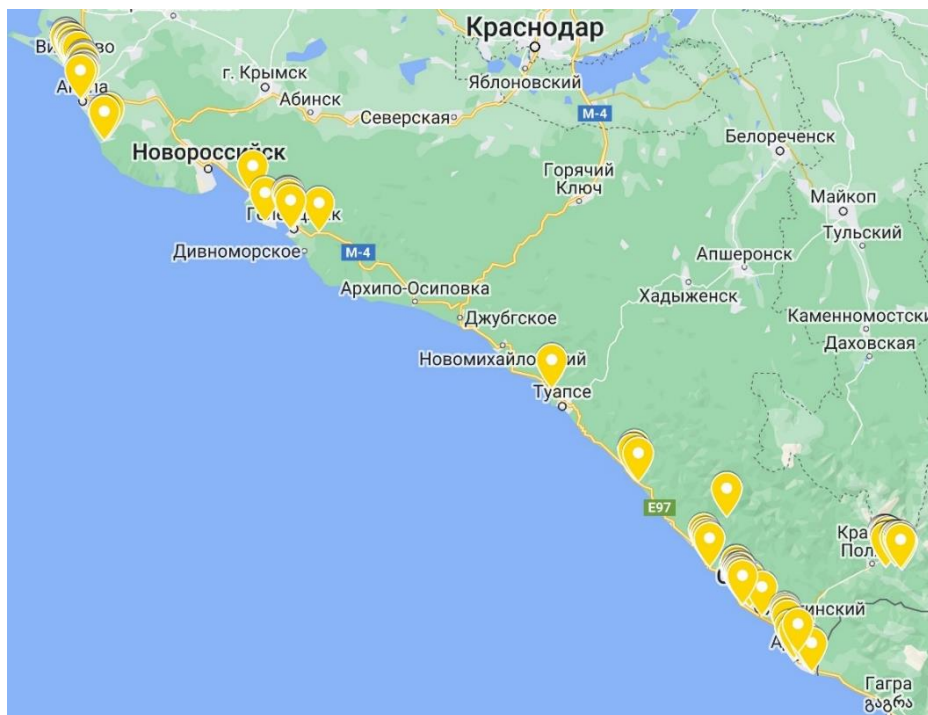 Краснодар
Яблоновский
г. Крымск
Абинск
Северская
М-4
Белореченск
Новороссийск
Горячий
Ключ
Майкоп
Тульский
Дивноморское
М-4
Апшеронск
Хадыженск
Архипо-Осиповка
Джубгское
Каменномостски
Даховская
Туапсе
E97
Гагра
გაგრა